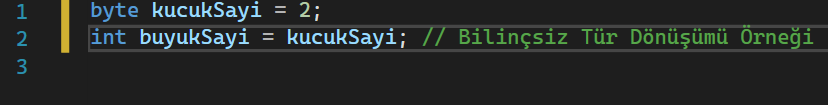 1 byte kucukSayi = 2;
2 int buyukSayi = kucukSayi; // Bilinçsiz Tür Dönüşümü Örneği
3